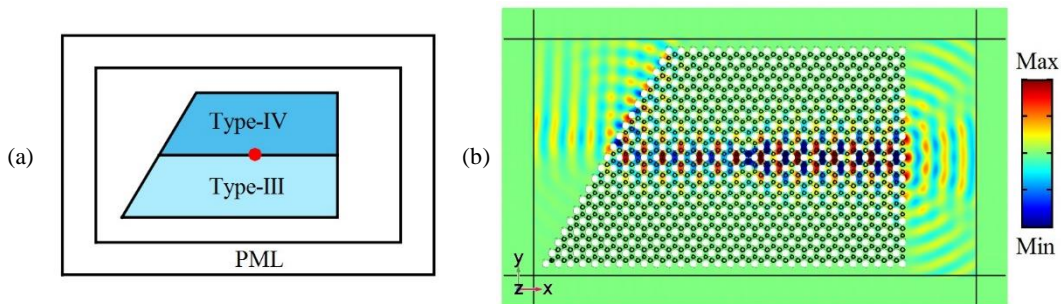 (a)
Type-IV
Type-III
PML
(b)
y
z
x
Max
Min